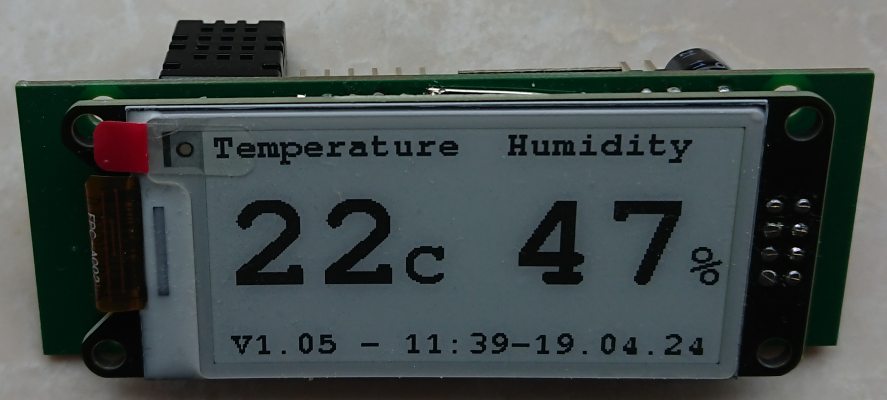 Temperature Humidity
22c 47%
V1.05 - 11:39-19.04.24